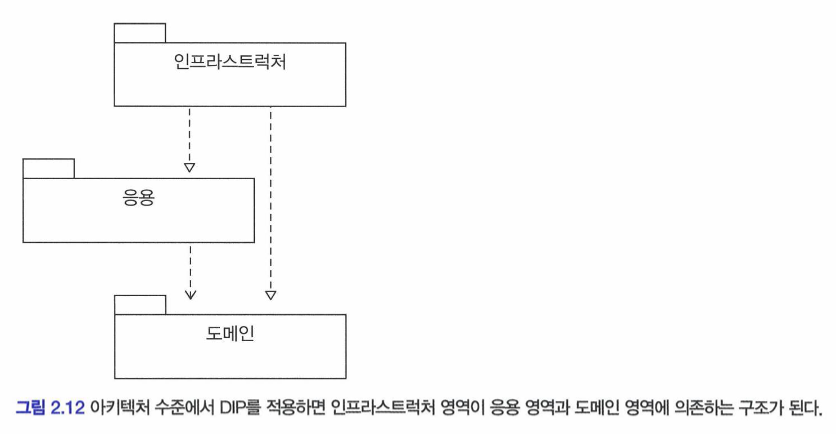 인프라스트럭처
응용
도메인
그림 2.12 아키텍처 수준에서 DIP를 적용하면 인프라스트럭처 영역이 응용 영역과 도메인 영역에 의존하는 구조가 된다.